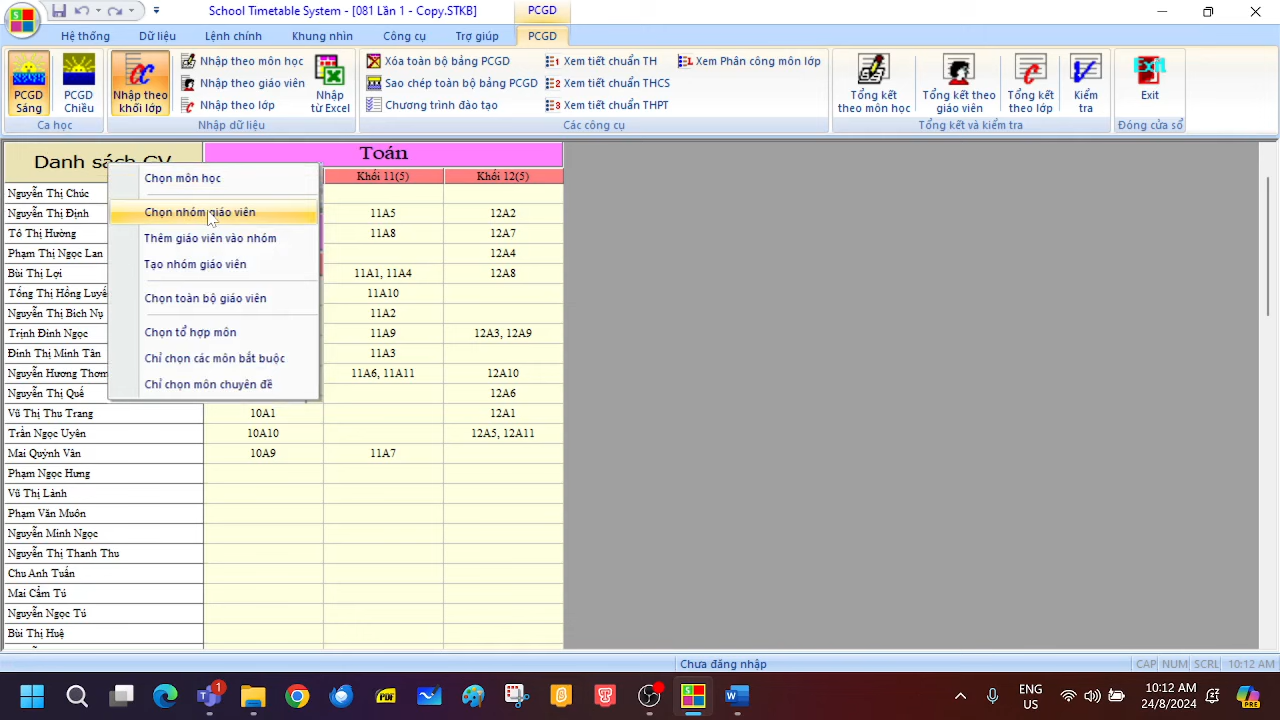 School Timetable System - [081 Lần 1 - Copy.STKB]
PCGD
Hệ thống
Dữ liệu
Lệnh chính
Khung nhìn
Công cụ
Trợ giúp
PCGD
PCGD Sáng
PCGD Chiều
Ca học
Nhập theo khối lớp
Nhập theo môn học
Nhập theo giáo viên
Nhập theo lớp
Nhập từ Excel
Nhập dữ liệu
Xóa toàn bộ bảng PCGD
Sao chép toàn bộ bảng PCGD
Chương trình đào tạo
1 Xem tiết chuẩn TH
2 Xem tiết chuẩn THCS
3 Xem tiết chuẩn THPT
L Xem Phân công môn lớp
Các công cụ
Tổng kết theo môn học
Tổng kết theo giáo viên
Tổng kết theo lớp
Kiểm tra
Tổng kết và kiểm tra
Exit
Exit
Đóng cửa sổ
Danh sách GV
Toán
Khối 11(5)
Khối 12(5)
Chọn môn học
Chọn nhóm giáo viên
Thêm giáo viên vào nhóm
Tạo nhóm giáo viên
Chọn toàn bộ giáo viên
Chọn tổ hợp môn
Chỉ chọn các môn bắt buộc
Chỉ chọn môn chuyên đề
Nguyễn Thị Chúc
Nguyễn Thị Định 11A5 12A2
Tô Thị Hường 11A8 12A7
Phạm Thị Ngọc Lan 12A4
Bùi Thị Lợi 11A1, 11A4 12A8
Tống Thị Hồng Luyế 11A10
Nguyễn Thị Bích Nụ 11A2
Trịnh Đình Ngọc 11A9 12A3, 12A9
Đinh Thị Minh Tân 11A3
Nguyễn Hương Thơm 11A6, 11A11 12A10
Nguyễn Thị Quế 12A6
Vũ Thị Thu Trang 10A1 12A1
Trần Ngọc Uyên 10A10 12A5, 12A11
Mai Quỳnh Vân 10A9 11A7
Phạm Ngọc Hưng
Vũ Thị Lành
Phạm Văn Muôn
Nguyễn Minh Ngọc
Nguyễn Thị Thanh Thu
Chu Anh Tuấn
Mai Cẩm Tú
Nguyễn Ngọc Tú
Bùi Thị Huệ
Chưa đăng nhập
CAP NUM SCRL 10:12 AM
ENG
US
10:12 AM
24/8/2024